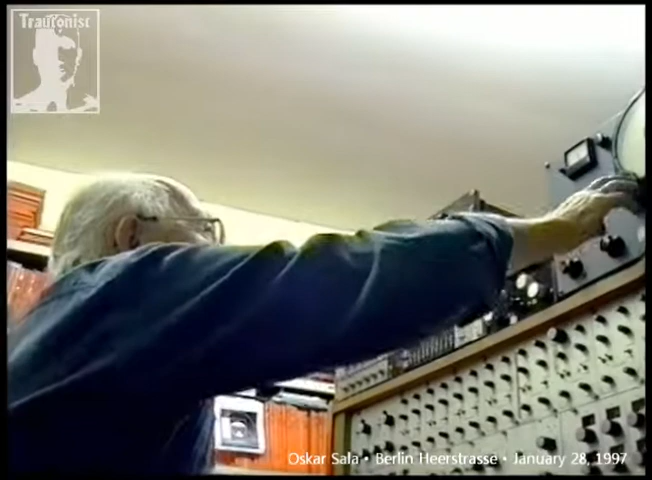 Trautonist
Oskar Sala • Berlin Heerstrasse • January 28, 1997